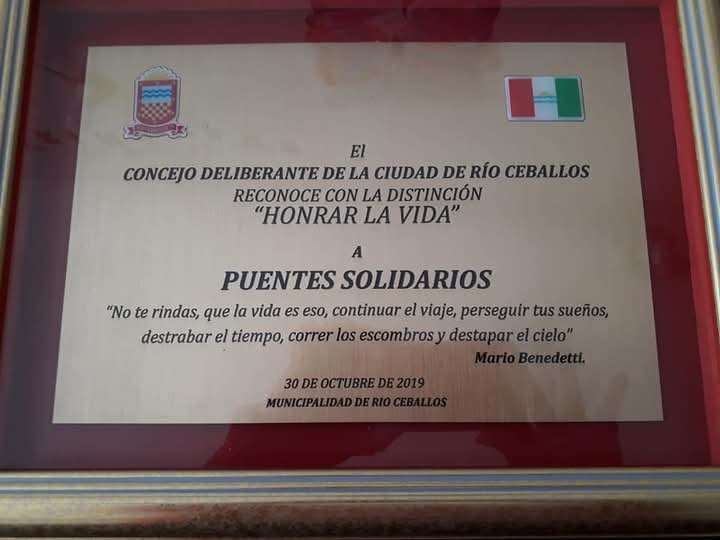 El
CONCEJO DELIBERANTE DE LA CIUDAD DE RÍO CEBALLOS
RECONOCE CON LA DISTINCIÓN
“HONRAR LA VIDA”
A
PUENTES SOLIDARIOS
“No te rindas, que la vida es eso, continuar el viaje, perseguir tus sueños,
destrabar el tiempo, correr los escombros y destapar el cielo”
Mario Benedetti.
30 DE OCTUBRE DE 2019
MUNICIPALIDAD DE RIO CEBALLOS